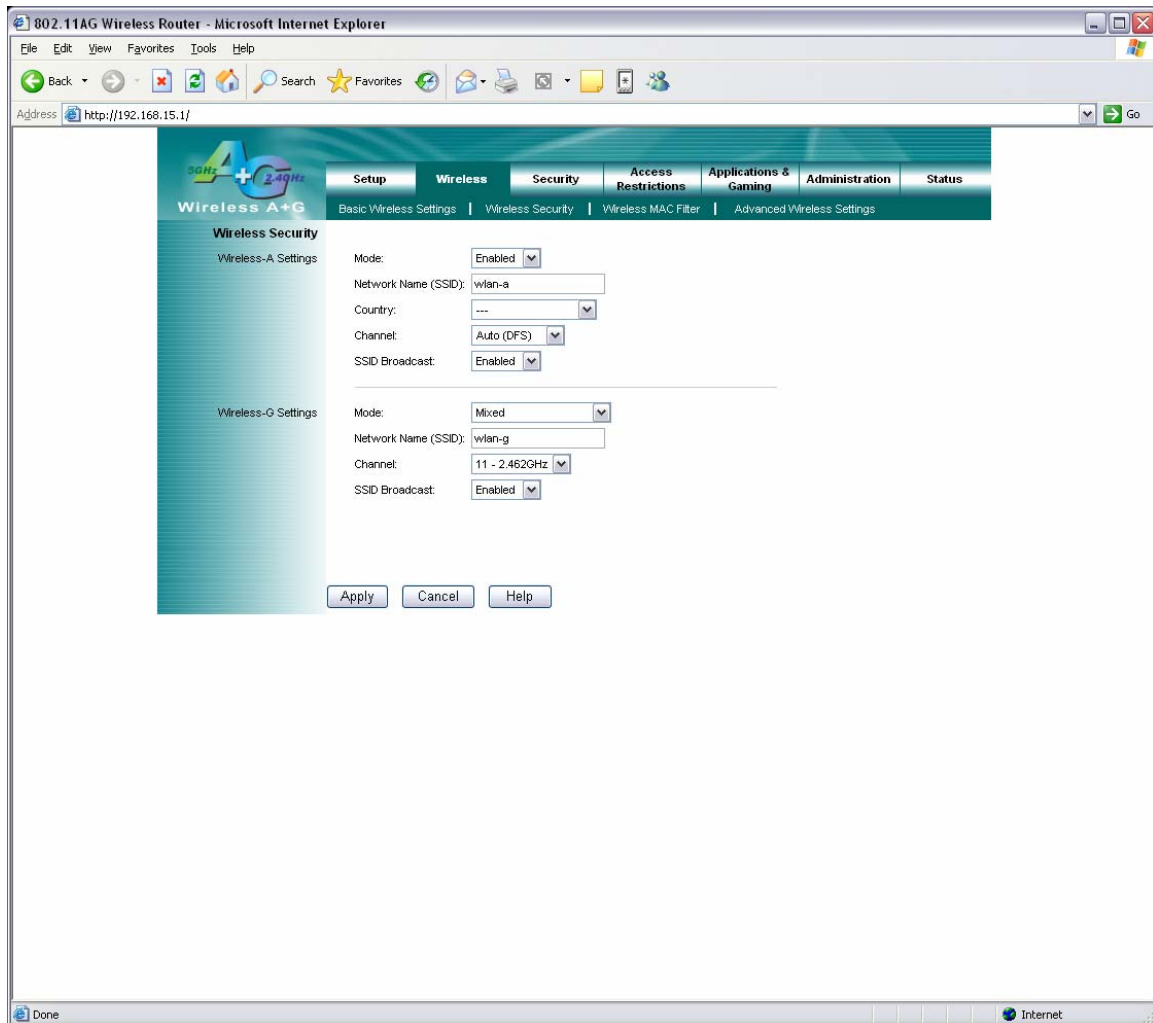 802.11AG Wireless Router - Microsoft Internet Explorer
File Edit View Favorites Tools Help
Back Search Favorites
Address http://192.168.15.1/ Go
5GHz A+G 2.4GHz
Wireless A+G
Setup Wireless Security Access Restrictions Applications & Gaming Administration Status
Basic Wireless Settings | Wireless Security | Wireless MAC Filter | Advanced Wireless Settings
Wireless Security
Wireless-A Settings Mode: Enabled
Network Name (SSID): wlan-a
Country: ---
Channel: Auto (DFS)
SSID Broadcast: Enabled
Wireless-G Settings Mode: Mixed
Network Name (SSID): wlan-g
Channel: 11 - 2.462GHz
SSID Broadcast: Enabled
Apply Cancel Help
Done Internet